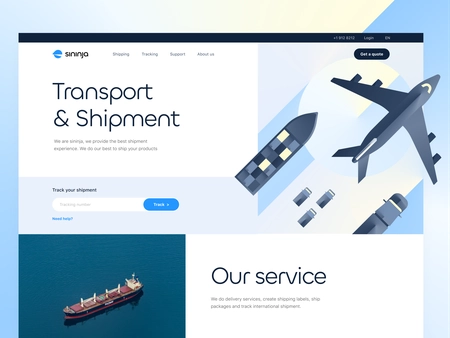 +1 912 8212 Login EN
sininja
Shipping Tracking Support About us
Get a quote
Transport
& Shipment
We are sininja, we provide the best shipment
experience. We do our best to ship your products
Track your shipment
Tracking number
Track >
Need help?
Our service
We do delivery services, create shipping labels, ship
packages and track international shipment.